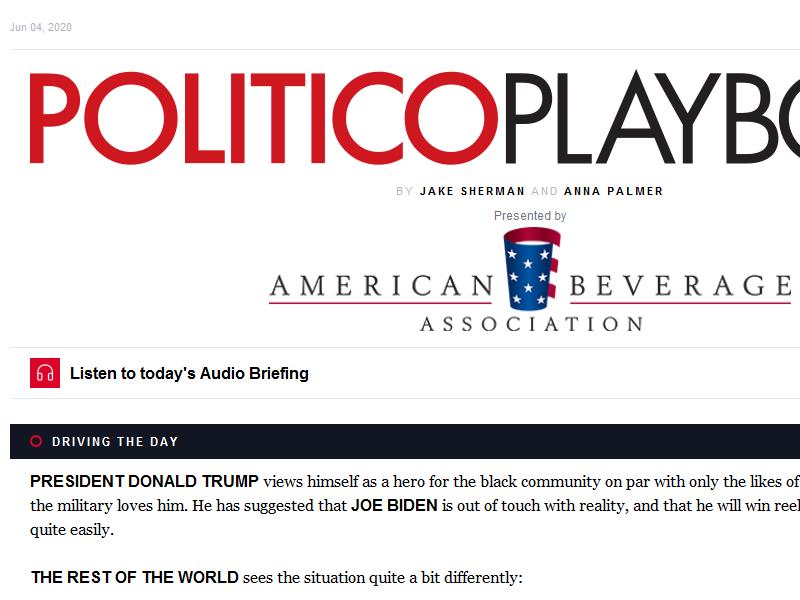 Jun 04, 2020
POLITICOPLAYBO
BY JAKE SHERMAN AND ANNA PALMER
Presented by
AMERICAN BEVERAGE
ASSOCIATION
Listen to today's Audio Briefing
DRIVING THE DAY
PRESIDENT DONALD TRUMP views himself as a hero for the black community on par with only the likes of
the military loves him. He has suggested that JOE BIDEN is out of touch with reality, and that he will win reel
quite easily.
THE REST OF THE WORLD sees the situation quite a bit differently: